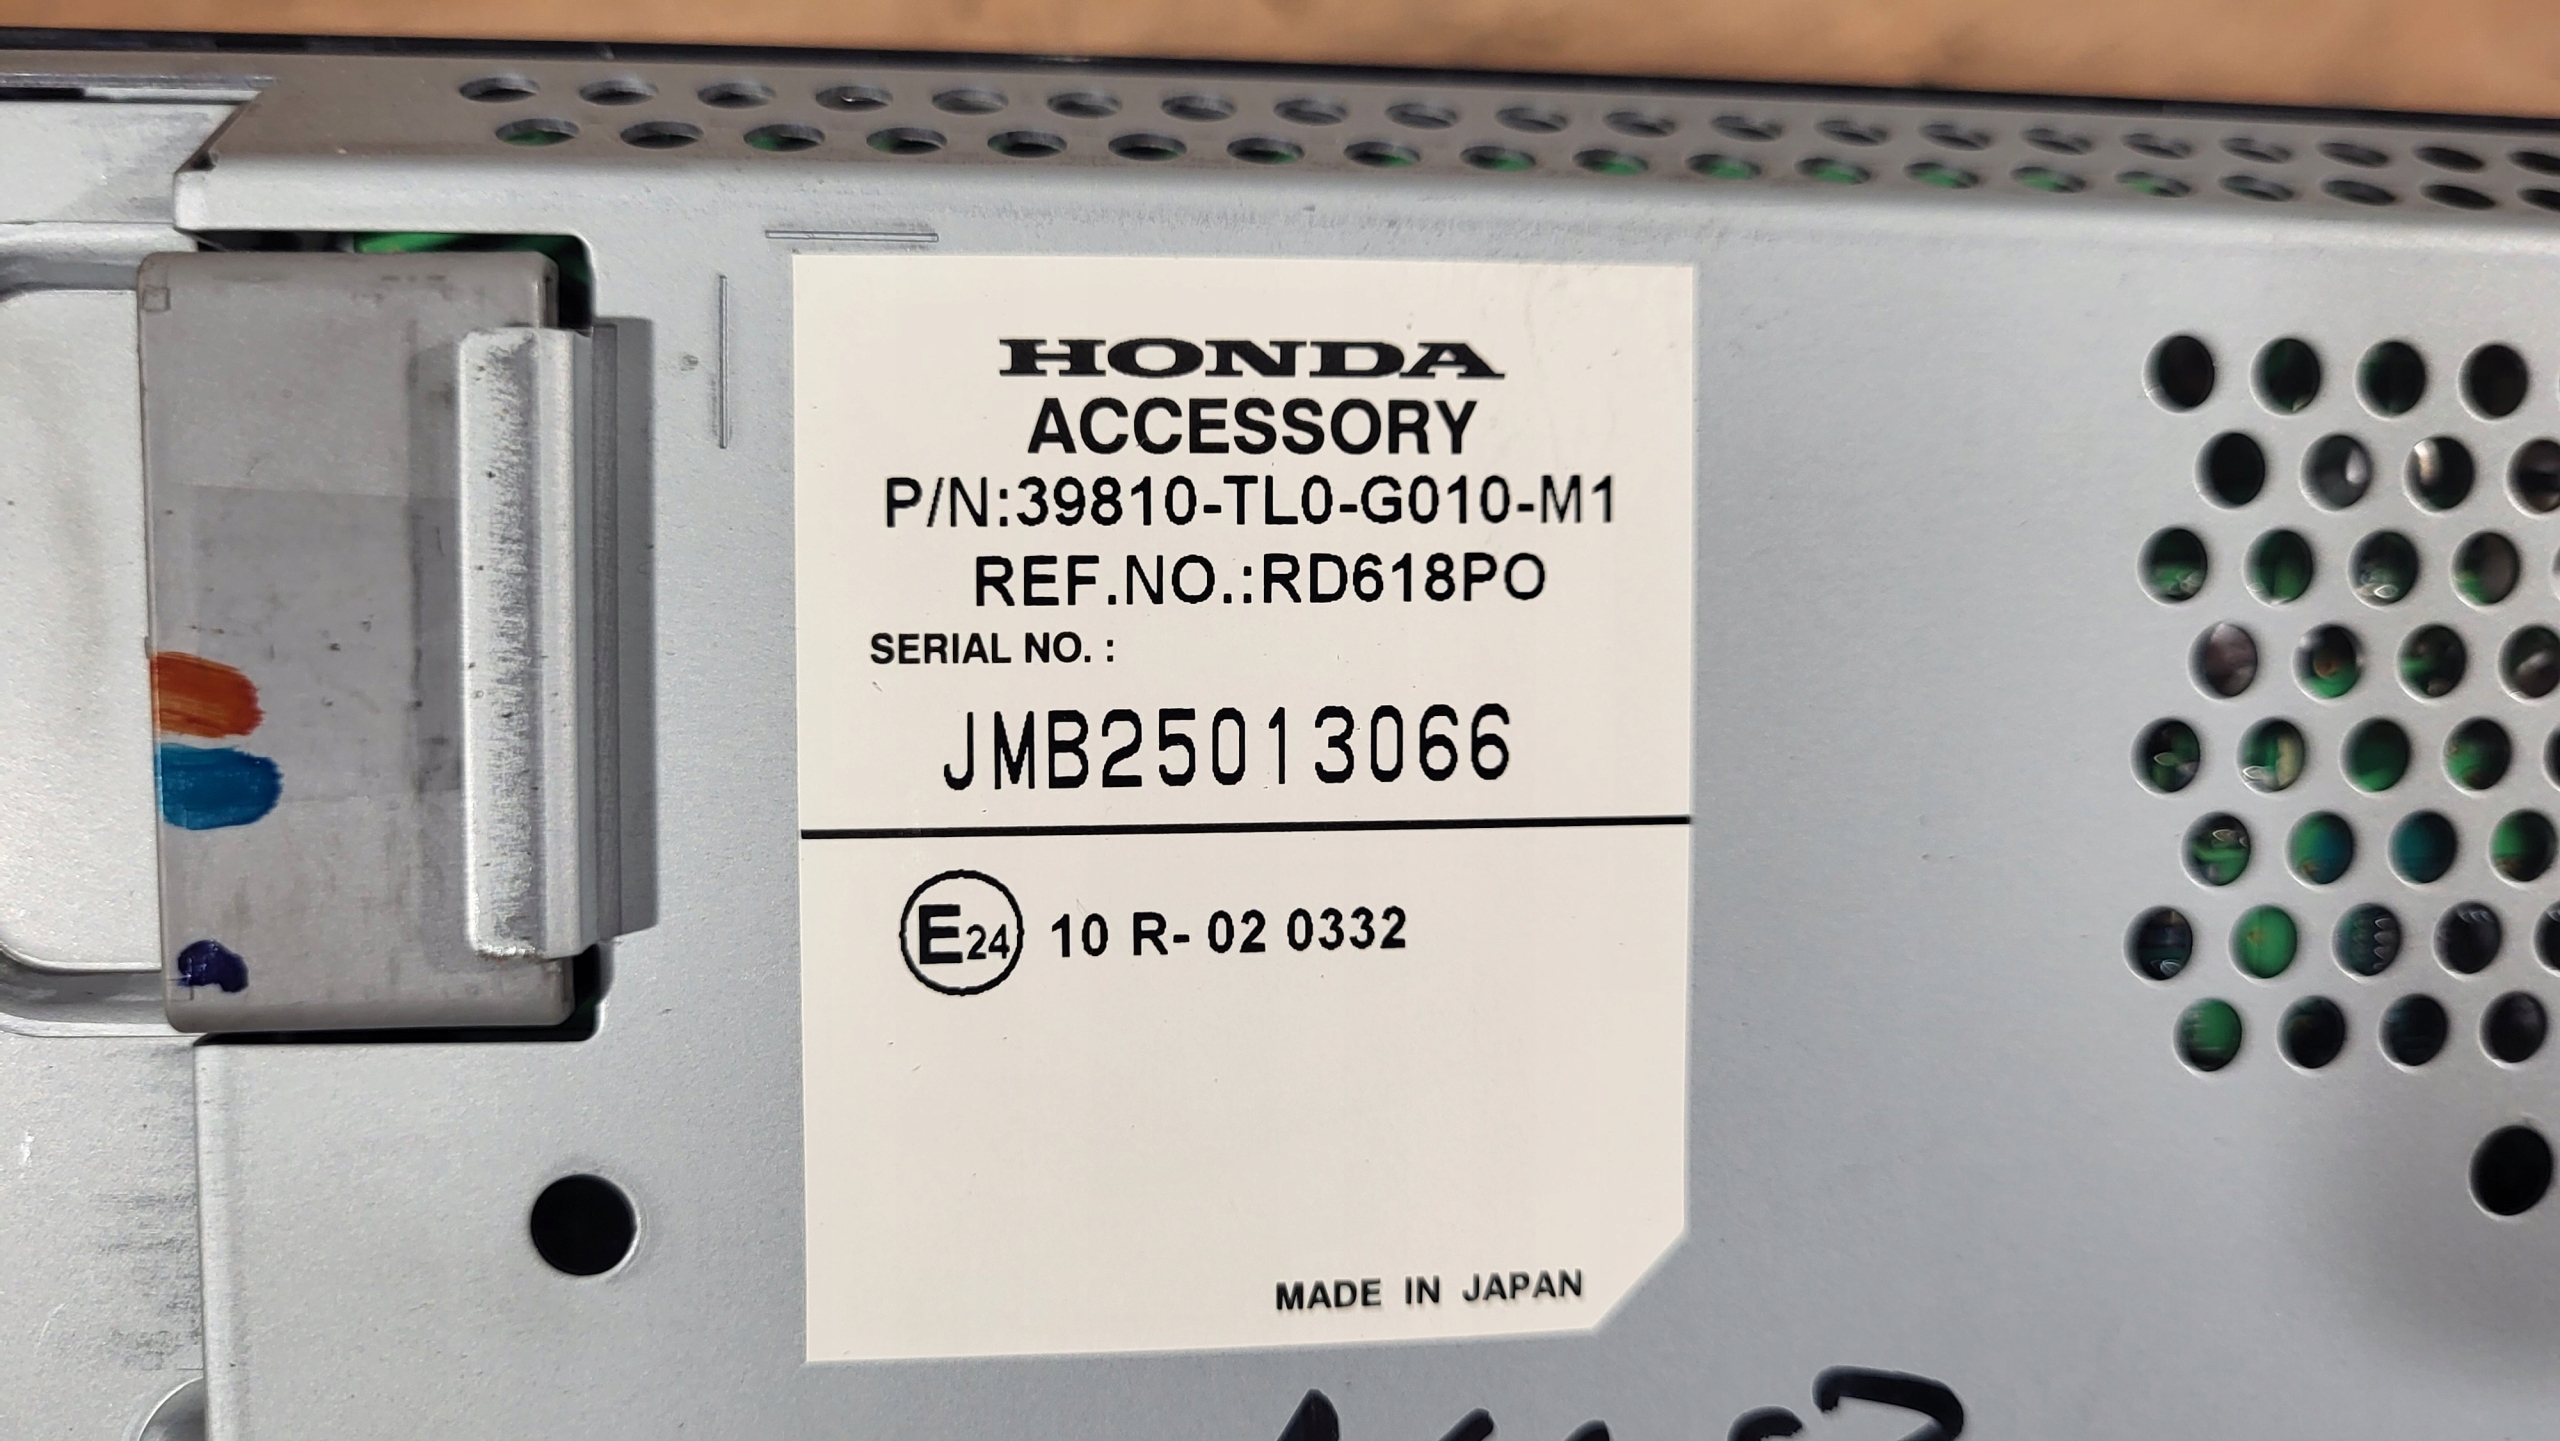 HONDA
ACCESSORY
P/N:39810-TL0-G010-M1
REF.NO.:RD618PO
SERIAL NO. :
JMB25013066
E24 10 R- 02 0332
MADE IN JAPAN